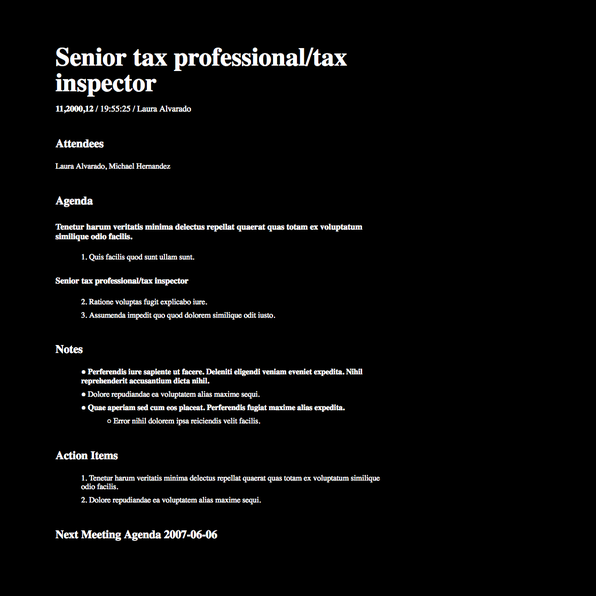 Senior tax professional/tax
inspector
11,2000,12 / 19:55:25 / Laura Alvarado
Attendees
Laura Alvarado, Michael Hernandez
Agenda
Tenetur harum veritatis minima delectus repellat quaerat quas totam ex voluptatum
similique odio facilis.
1. Quis facilis quod sunt ullam sunt.
Senior tax professional/tax inspector
2. Ratione voluptas fugit explicabo iure.
3. Assumenda impedit quo quod dolorem similique odit iusto.
Notes
● Perferendis iure sapiente ut facere. Deleniti eligendi veniam eveniet expedita. Nihil
reprehenderit accusantium dicta nihil.
● Dolore repudiandae ea voluptatem alias maxime sequi.
● Quae aperiam sed cum eos placeat. Perferendis fugiat maxime alias expedita.
○ Error nihil dolorem ipsa reiciendis velit facilis.
Action Items
1. Tenetur harum veritatis minima delectus repellat quaerat quas totam ex voluptatum similique
odio facilis.
2. Dolore repudiandae ea voluptatem alias maxime sequi.
Next Meeting Agenda 2007-06-06